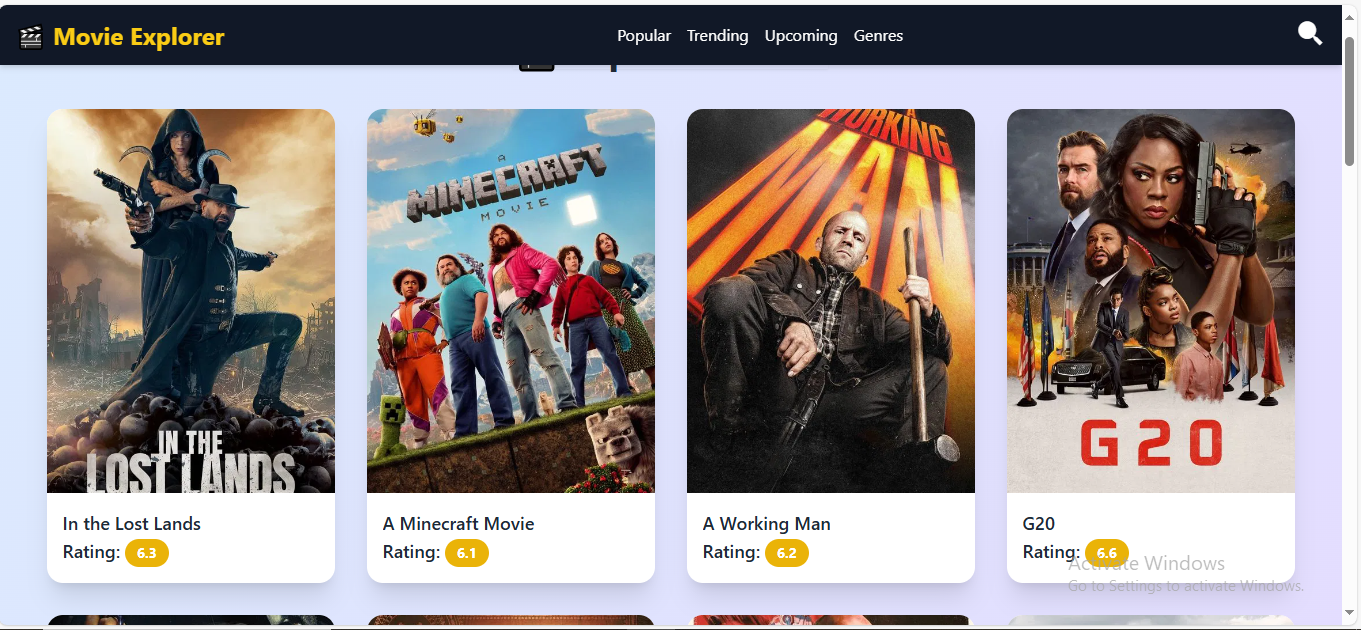 Movie Explorer
Popular Trending Upcoming Genres
IN THE
LOST LANDS
A
MINECRAFT
MOVIE
A
WORKING
MAN
G20
In the Lost Lands
Rating: 6.3
A Minecraft Movie
Rating: 6.1
A Working Man
Rating: 6.2
G20
Rating: 6.6
Activate Windows
Go to Settings to activate Windows.